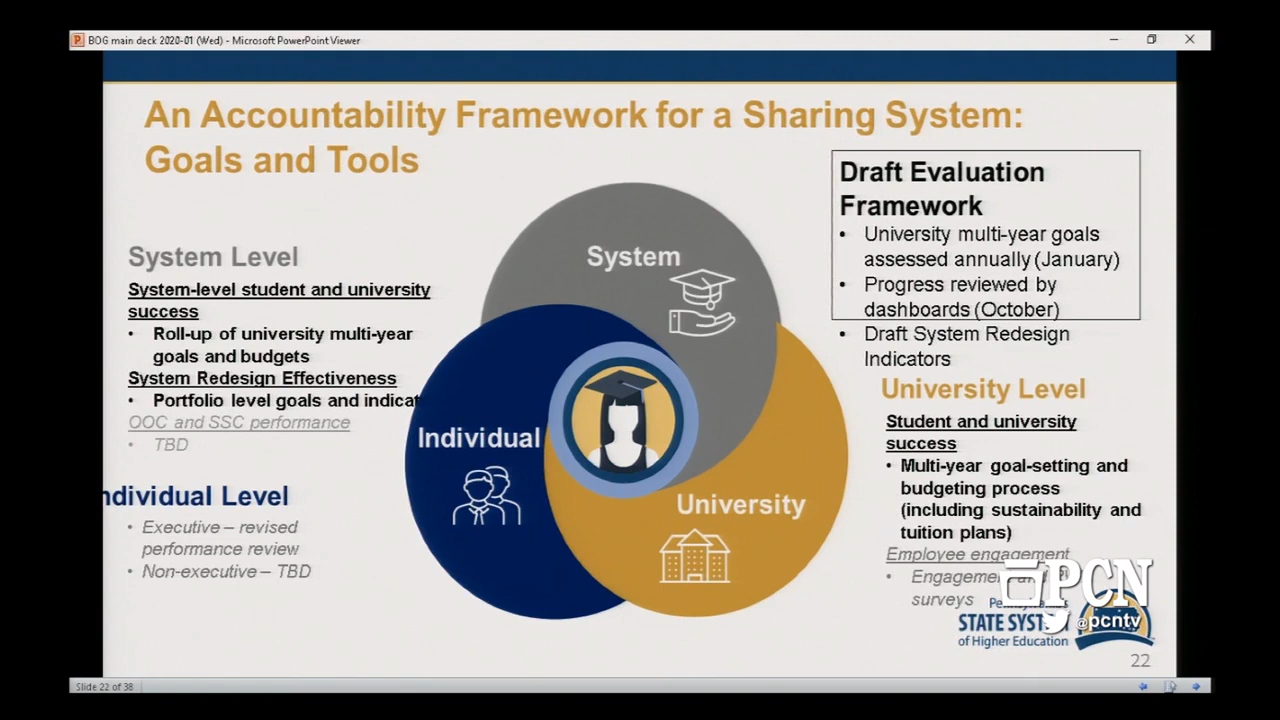 BOG main deck 2020-01 (Wed) - Microsoft PowerPoint Viewer
An Accountability Framework for a Sharing System:
Goals and Tools
System Level
System-level student and university
success
• Roll-up of university multi-year
goals and budgets
System Redesign Effectiveness
• Portfolio level goals and indicat
OOC and SSC performance
• TBD
ndividual Level
• Executive – revised
performance review
• Non-executive – TBD
System
Individual
University
Draft Evaluation
Framework
• University multi-year goals
assessed annually (January)
• Progress reviewed by
dashboards (October)
• Draft System Redesign
Indicators
University Level
Student and university
success
• Multi-year goal-setting and
budgeting process
(including sustainability and
tuition plans)
Employee engagement
• Engagement and
surveys
PCN
@pcntv
STATE SYSTEM
of Higher Education
22
Slide 22 of 38